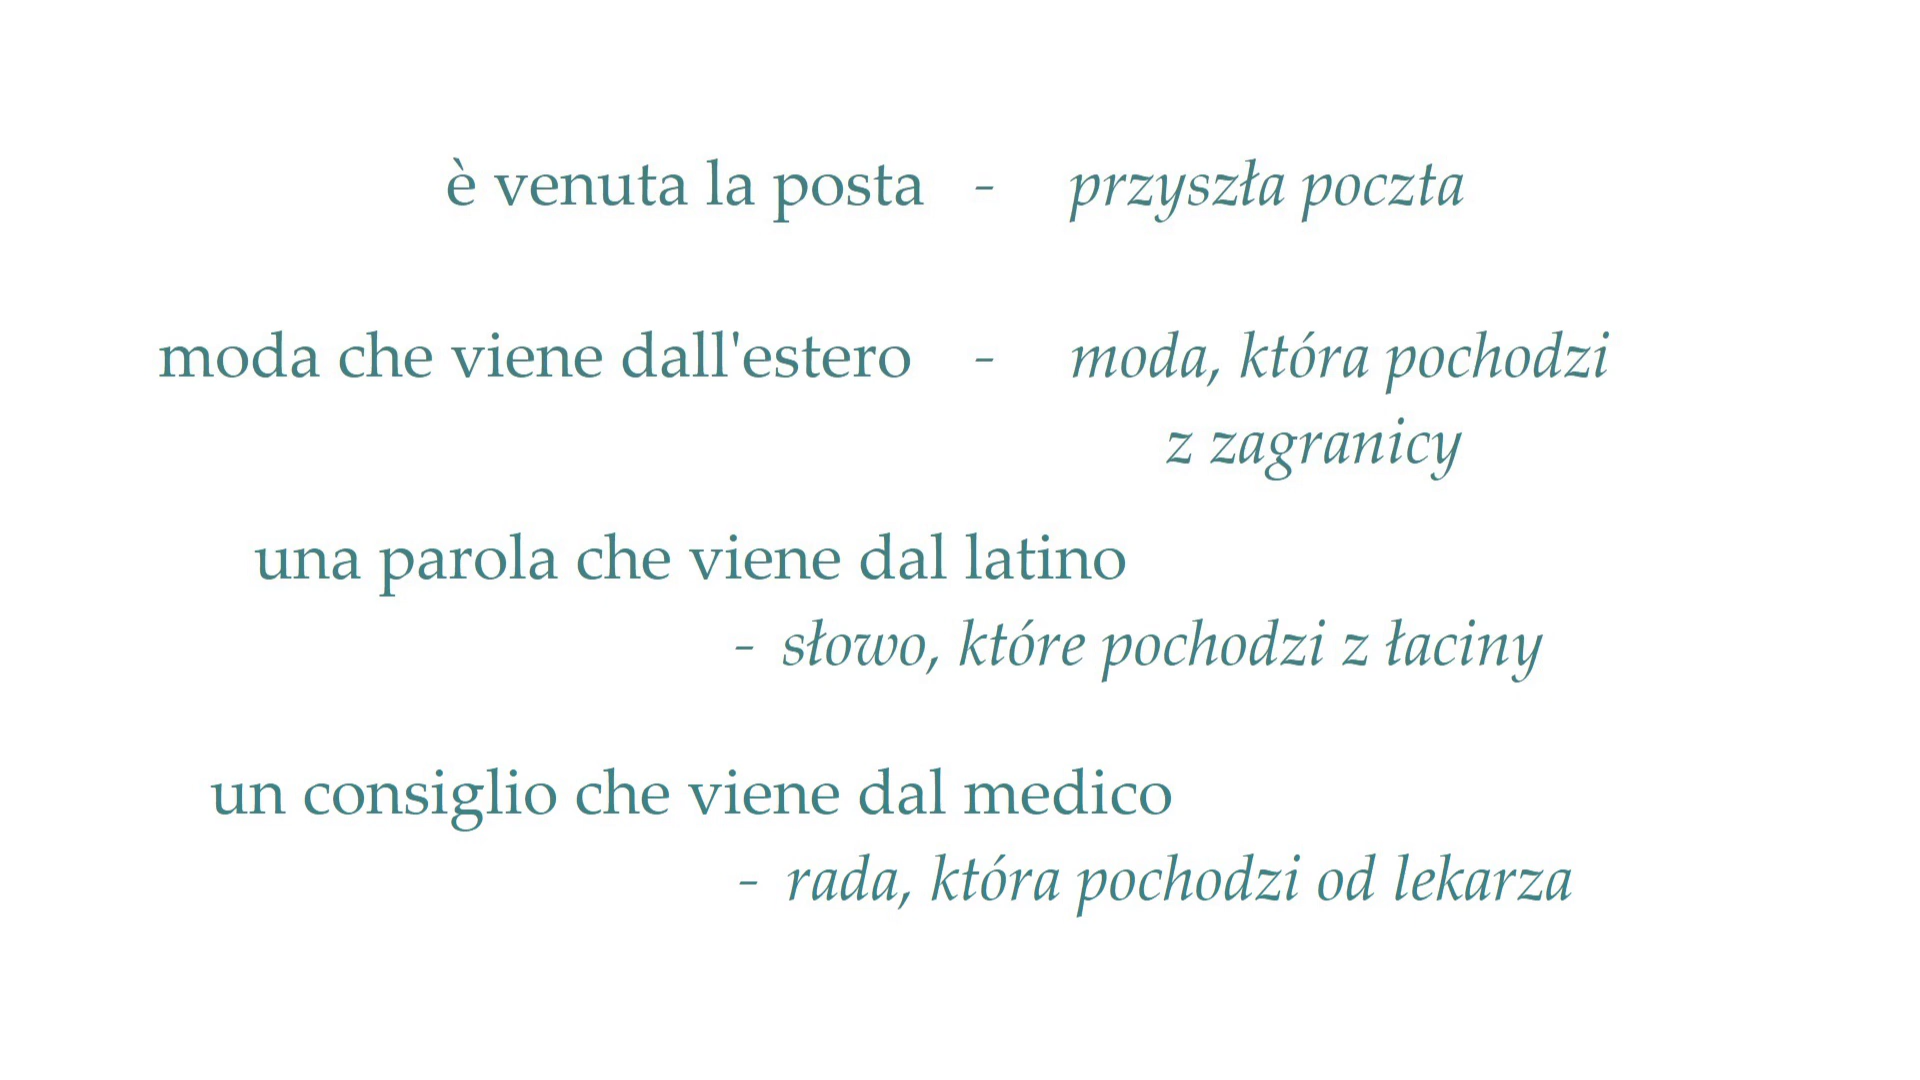 è venuta la posta - przyszła poczta
moda che viene dall'estero - moda, która pochodzi
z zagranicy
una parola che viene dal latino
- słowo, które pochodzi z łaciny
un consiglio che viene dal medico
- rada, która pochodzi od lekarza